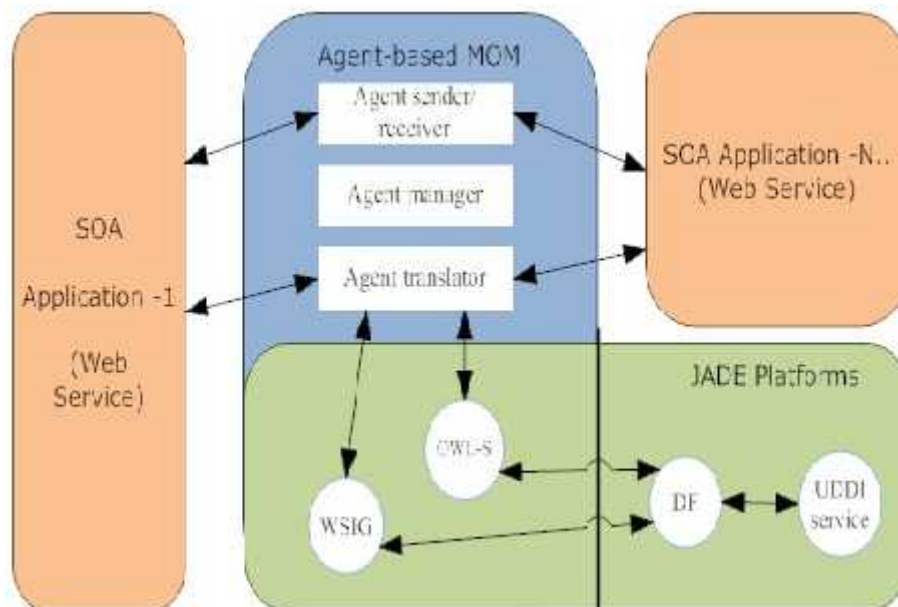 Agent-based MOM
Agent sender/
receiver
Agent manager
Agent translator
SOA
Application -1
(Web
Service)
SOA Application -N..
(Web Service)
JADE Platforms
OWL-S
WSIG
DF
UDDI
service